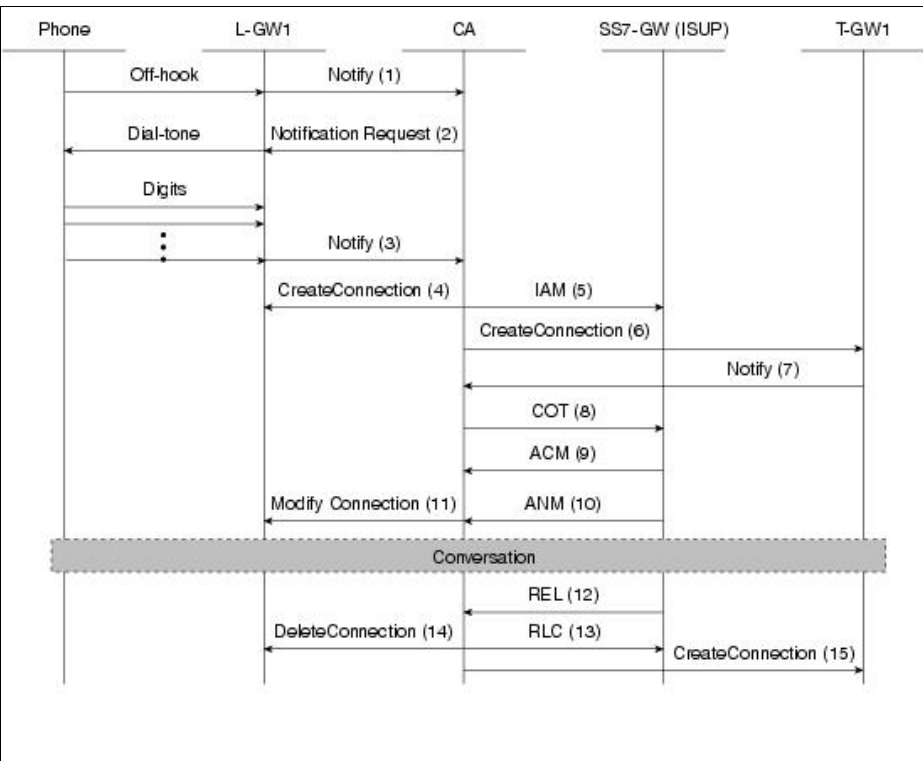 Phone L-GW1 CA SS7-GW (ISUP) T-GW1
Off-hook Notify (1)
Dial-tone Notification Request (2)
Digits
Notify (3)
CreateConnection (4) IAM (5)
CreateConnection (6)
Notify (7)
COT (8)
ACM (9)
Modify Connection (11) ANM (10)
Conversation
REL (12)
DeleteConnection (14) RLC (13)
CreateConnection (15)